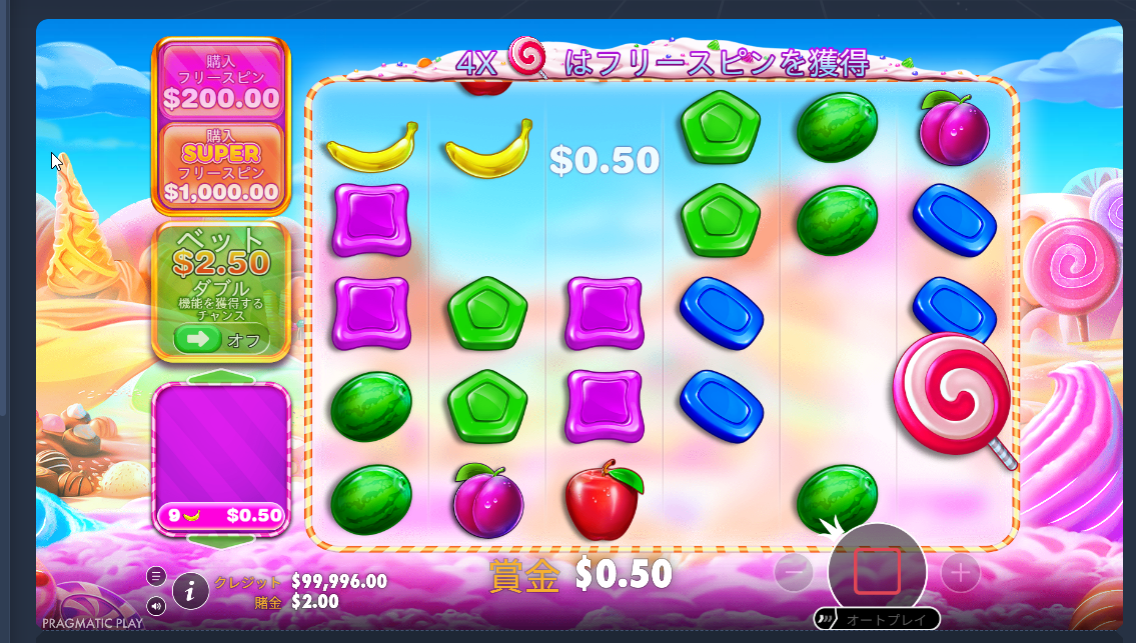 4X はフリースピンを獲得
購入
フリースピン
$200.00
購入
SUPER
フリースピン
$1,000.00
ベット
$2.50
ダブル
機能を獲得する
チャンス
オフ
$0.50
9 $0.50
クレジット $99,996.00
賭金 $2.00
賞金 $0.50
オートプレイ
PRAGMATIC PLAY